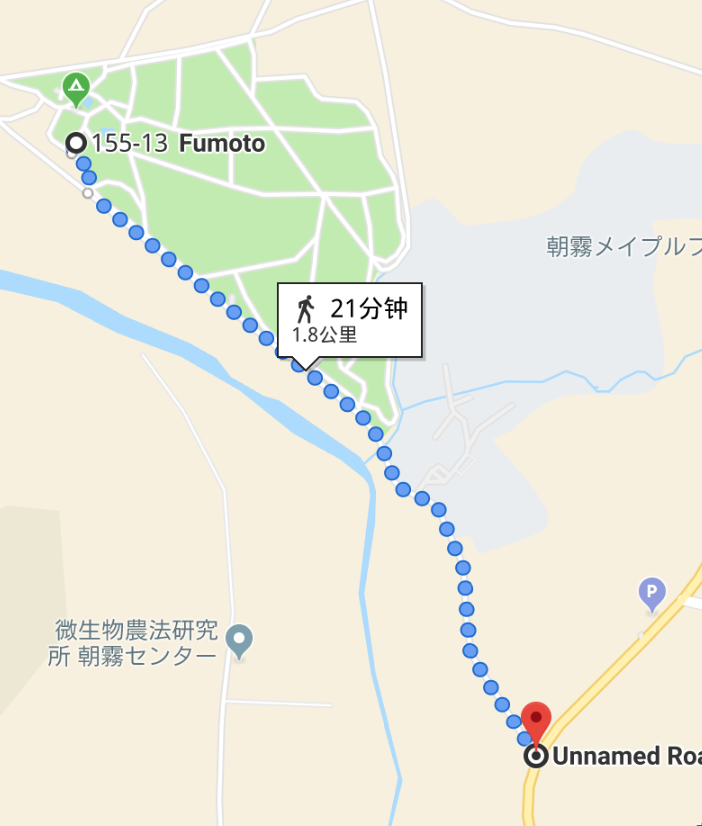 155-13 Fumoto
朝霧メイプルフ
21分钟
1.8公里
P
微生物農法研究
所 朝霧センター
Unnamed Roa